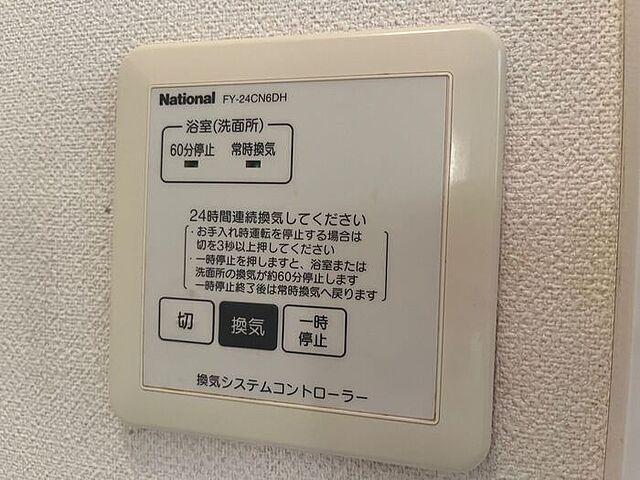 National FY-24CN6DH
浴室(洗面所)
60分停止 常時換気
24時間連続換気してください
・お手入れ時運転を停止する場合は
切を3秒以上押してください
・一時停止を押しますと、浴室または
洗面所の換気が約60分停止します
一時停止終了後は常時換気へ戻ります
切 換気 一時
停止
換気システムコントローラー